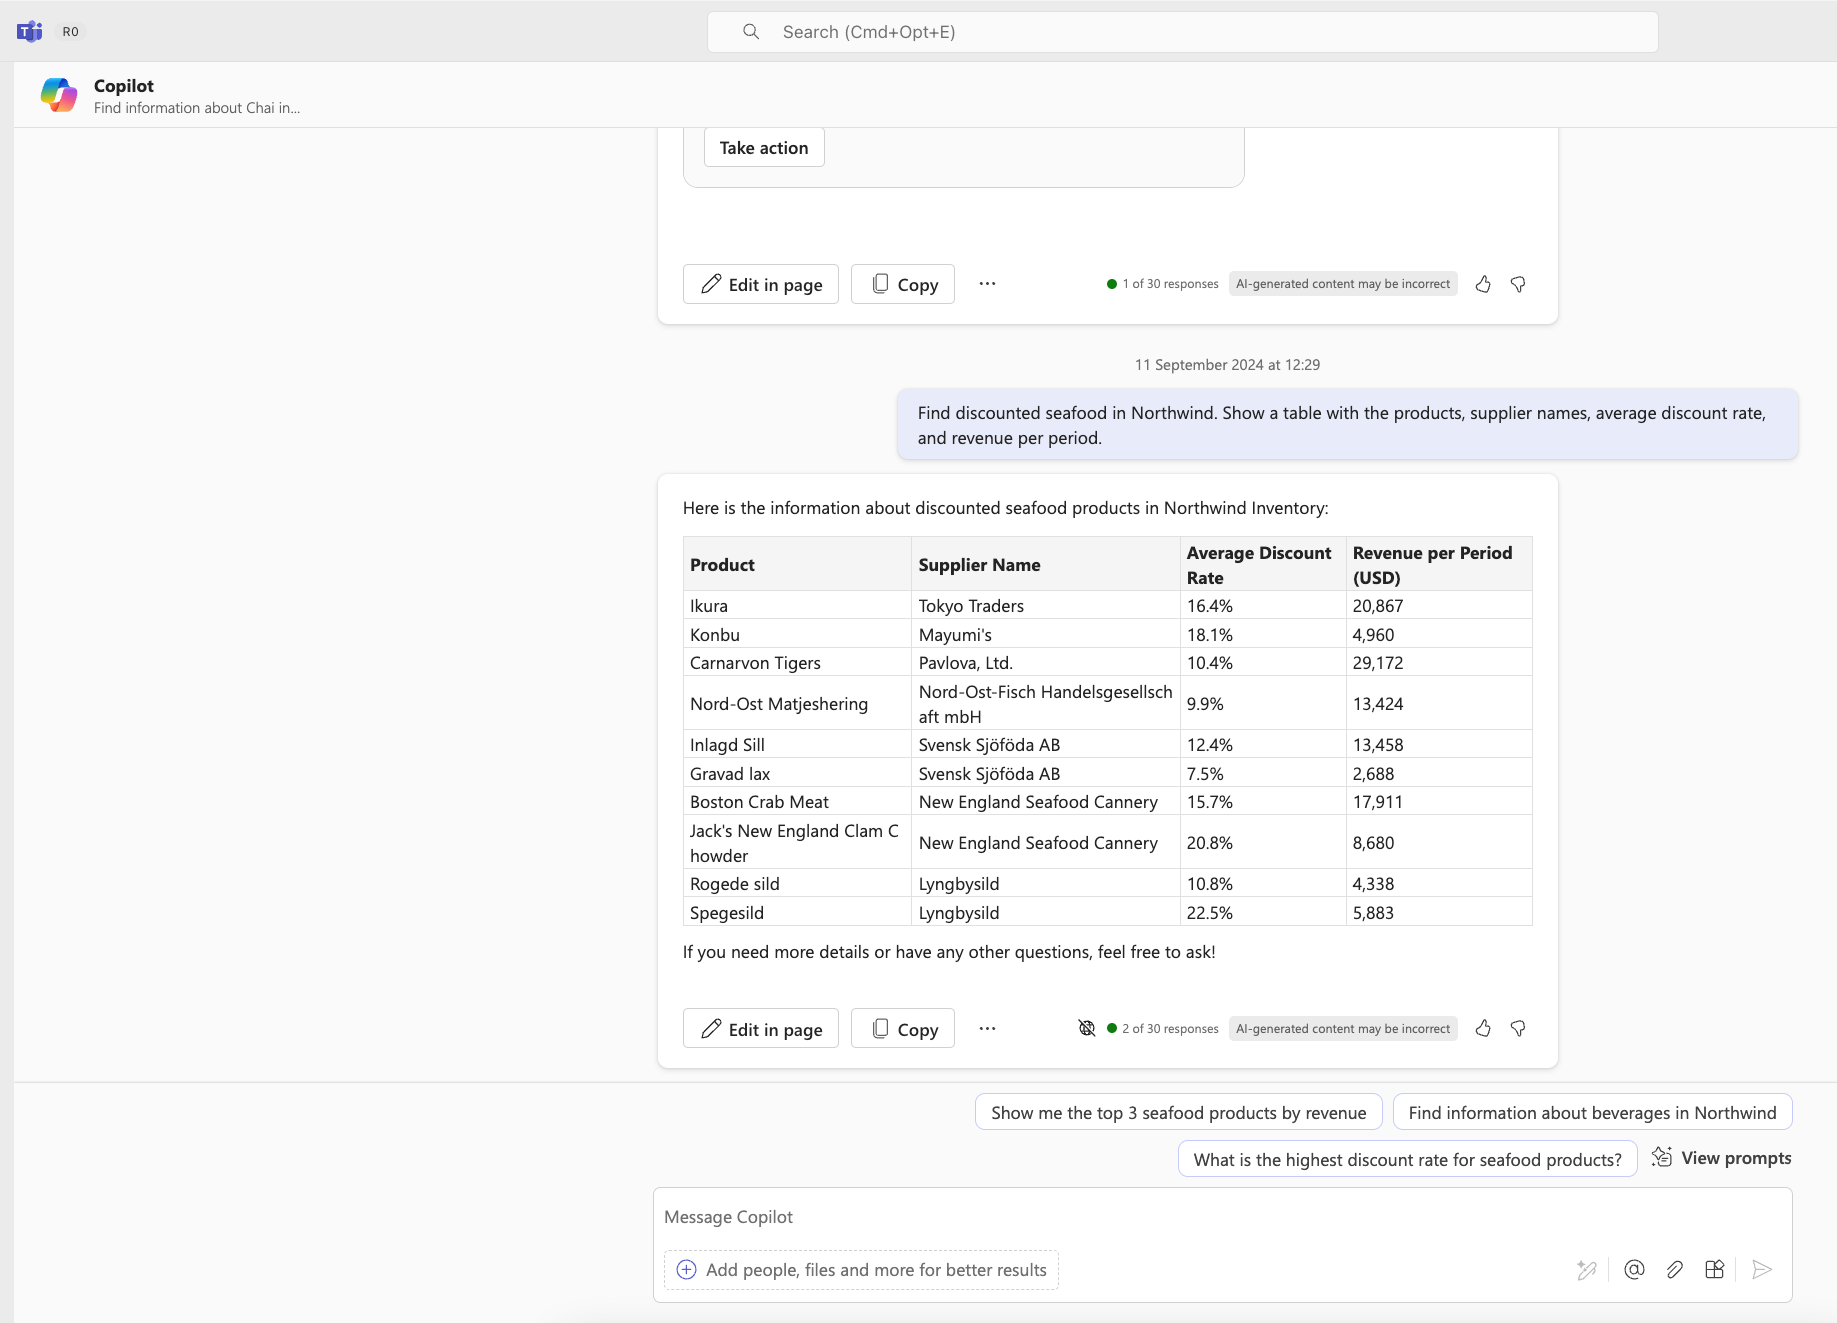 R0
Search (Cmd+Opt+E)
Copilot
Find information about Chai in...
Take action
Edit in page
Copy
1 of 30 responses
AI-generated content may be incorrect
11 September 2024 at 12:29
Find discounted seafood in Northwind. Show a table with the products, supplier names, average discount rate,
and revenue per period.
Here is the information about discounted seafood products in Northwind Inventory:
Product Supplier Name Average Discount Rate Revenue per Period (USD)
Ikura Tokyo Traders 16.4% 20,867
Konbu Mayumi's 18.1% 4,960
Carnarvon Tigers Pavlova, Ltd. 10.4% 29,172
Nord-Ost Matjeshering Nord-Ost-Fisch Handelsgesellschaft mbH 9.9% 13,424
Inlagd Sill Svensk Sjöföda AB 12.4% 13,458
Gravad lax Svensk Sjöföda AB 7.5% 2,688
Boston Crab Meat New England Seafood Cannery 15.7% 17,911
Jack's New England Clam Chowder New England Seafood Cannery 20.8% 8,680
Rogede sild Lyngbysild 10.8% 4,338
Spegesild Lyngbysild 22.5% 5,883
If you need more details or have any other questions, feel free to ask!
Edit in page
Copy
2 of 30 responses
AI-generated content may be incorrect
Show me the top 3 seafood products by revenue
Find information about beverages in Northwind
What is the highest discount rate for seafood products?
View prompts
Message Copilot
Add people, files and more for better results